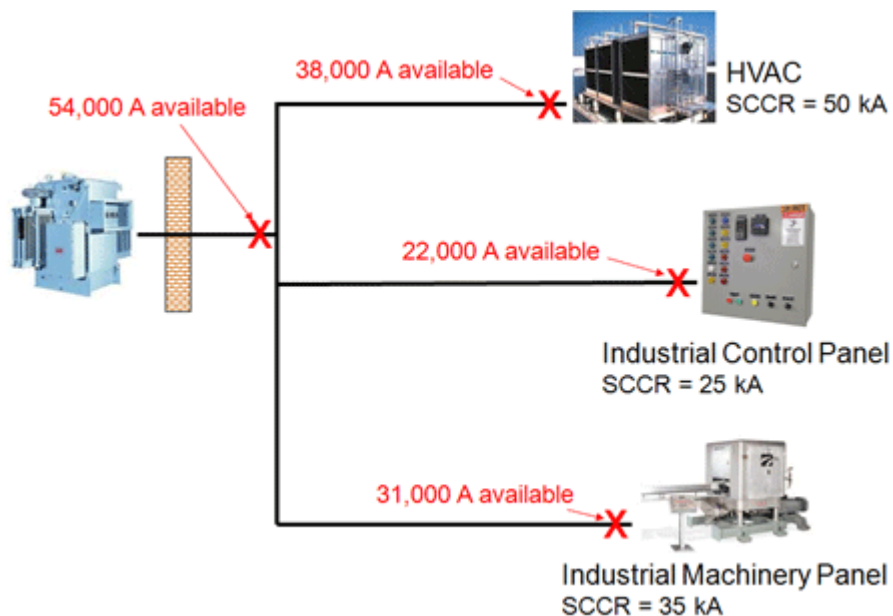 38,000 A available
HVAC
SCCR = 50 kA
54,000 A available
22,000 A available
Industrial Control Panel
SCCR = 25 kA
31,000 A available
Industrial Machinery Panel
SCCR = 35 kA